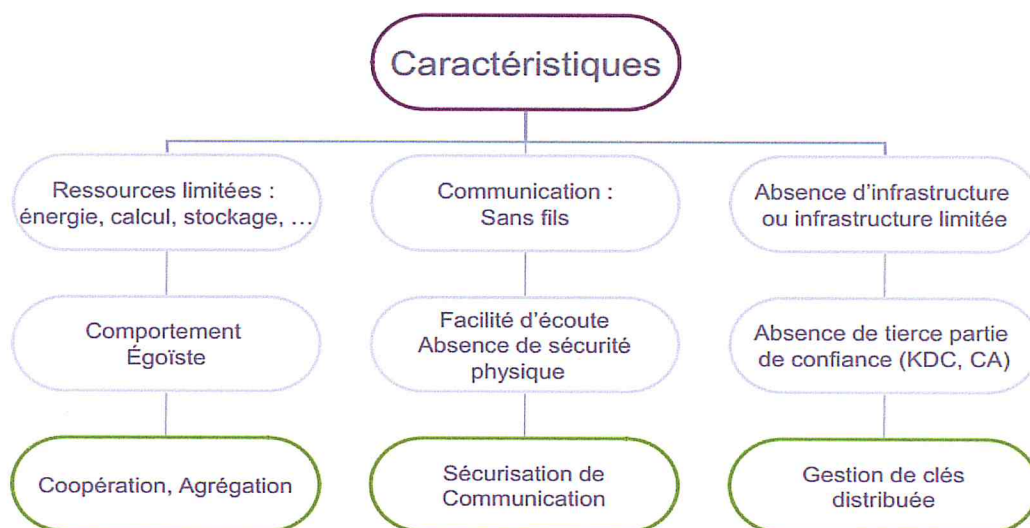 Caractéristiques
Ressources limitées :
énergie, calcul, stockage, …
Communication :
Sans fils
Absence d'infrastructure
ou infrastructure limitée
Comportement
Égoïste
Facilité d'écoute
Absence de sécurité
physique
Absence de tierce partie
de confiance (KDC, CA)
Coopération, Agrégation
Sécurisation de
Communication
Gestion de clés
distribuée